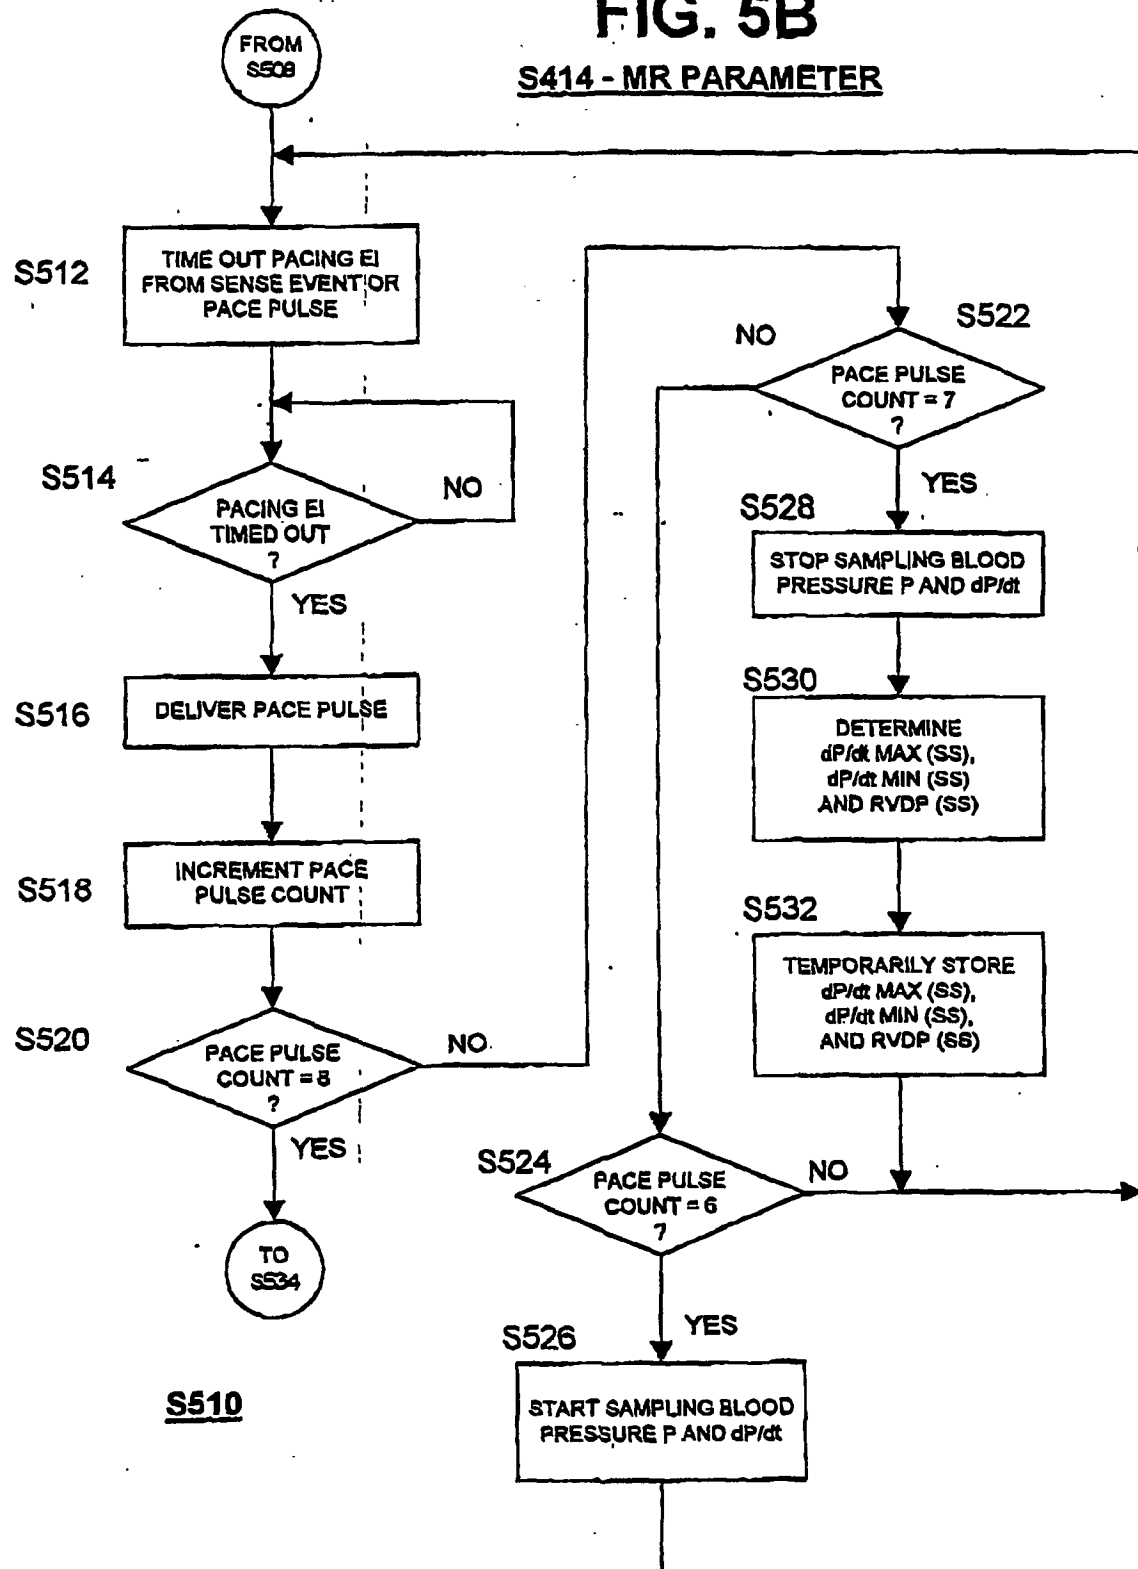 FIG. 5B
S414 - MR PARAMETER
FROM
S508
S512
TIME OUT PACING EI
FROM SENSE EVENT OR
PACE PULSE
S514
PACING EI
TIMED OUT
?
NO
YES
S516
DELIVER PACE PULSE
S518
INCREMENT PACE
PULSE COUNT
S520
PACE PULSE
COUNT = 8
?
NO
YES
TO
S534
S510
S522
NO
PACE PULSE
COUNT = 7
?
YES
S528
STOP SAMPLING BLOOD
PRESSURE P AND dP/dt
S530
DETERMINE
dP/dt MAX (SS),
dP/dt MIN (SS)
AND RVDP (SS)
S532
TEMPORARILY STORE
dP/dt MAX (SS),
dP/dt MIN (SS),
AND RVDP (SS)
S524
PACE PULSE
COUNT = 6
?
NO
YES
S526
START SAMPLING BLOOD
PRESSURE P AND dP/dt